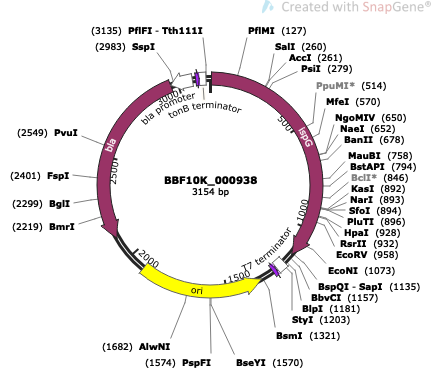 Created with SnapGene®
(3135) PflFI - Tth111I
(2983) SspI
PflMI (127)
SalI (260)
AccI (261)
PsiI (279)
PpuMI* (514)
MfeI (570)
NgoMIV (650)
NaeI (652)
BanII (678)
MauBI (758)
BstAPI (794)
BclI* (846)
KasI (892)
NarI (893)
SfoI (894)
PluTI (896)
HpaI (928)
RsrII (932)
EcoRV (958)
EcoNI (1073)
BspQI - SapI (1135)
BbvCI (1157)
BlpI (1181)
StyI (1203)
BsmI (1321)
BseYI (1570)
(1574) PspFI
(1682) AlwNI
(2219) BmrI
(2299) BglI
(2401) FspI
(2549) PvuI
bla promoter
tonB terminator
ispG
T7 terminator
ori
bla
500
1000
1500
2000
2500
3000
BBF10K_000938
3154 bp